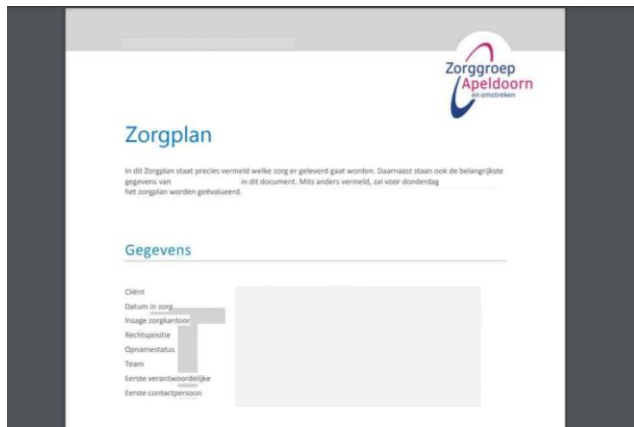 Zorggroep
Apeldoorn
en omstreken
Zorgplan
In dit Zorgplan staat precies vermeld welke zorg er geleverd gaat worden. Daarnaast staan ook de belangrijkste
gegevens van in dit document. Mits anders vermeld, zal voor donderdag
het zorgplan worden geëvalueerd.
Gegevens
Cliënt
Datum in zorg
Inzage zorgkantoor
Rechtspositie
Opnamestatus
Team
Eerste verantwoordelijke
Eerste contactpersoon
T